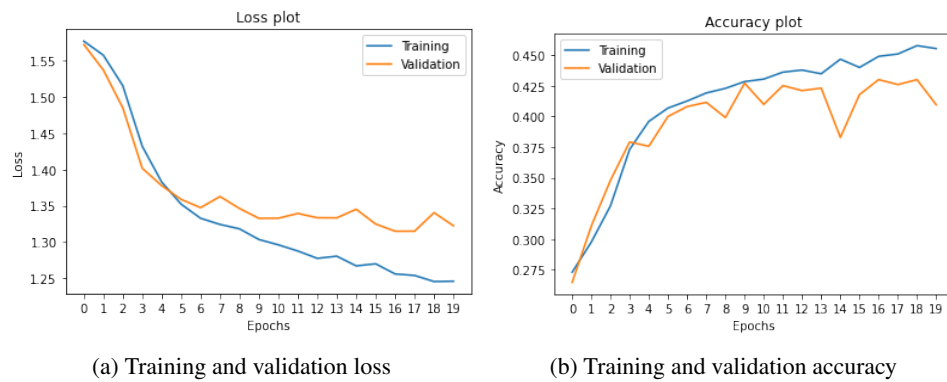 Loss plot
Training
Validation
1.55
1.50
1.45
1.40
1.35
1.30
1.25
Loss
0 1 2 3 4 5 6 7 8 9 10 11 12 13 14 15 16 17 18 19
Epochs
(a) Training and validation loss
Accuracy plot
Training
Validation
0.450
0.425
0.400
0.375
0.350
0.325
0.300
0.275
Accuracy
0 1 2 3 4 5 6 7 8 9 10 11 12 13 14 15 16 17 18 19
Epochs
(b) Training and validation accuracy